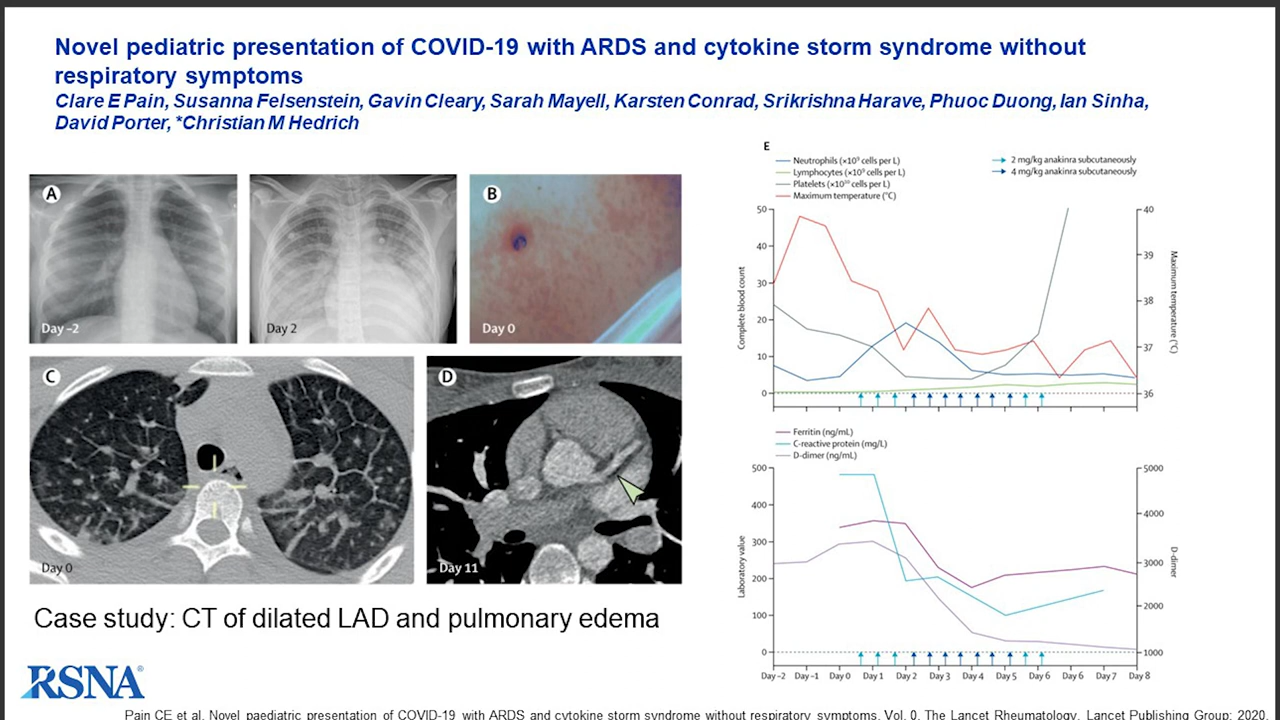 Novel pediatric presentation of COVID-19 with ARDS and cytokine storm syndrome without
respiratory symptoms
Clare E Pain, Susanna Felsenstein, Gavin Cleary, Sarah Mayell, Karsten Conrad, Srikrishna Harave, Phuoc Duong, Ian Sinha,
David Porter, *Christian M Hedrich
A
Day –2
Day 2
B
Day 0
C
Day 0
D
Day 11
E
Neutrophils (×10⁹ cells per L)
Lymphocytes (×10⁹ cells per L)
Platelets (×10¹⁰ cells per L)
Maximum temperature (°C)
2 mg/kg anakinra subcutaneously
4 mg/kg anakinra subcutaneously
Complete blood count
50
40
30
20
10
0
40
39
38
37
36
Maximum temperature (°C)
Ferritin (ng/mL)
C-reactive protein (mg/L)
D-dimer (ng/mL)
Laboratory value
500
400
300
200
100
0
5000
4000
3000
2000
1000
D-dimer
Day –2 Day –1 Day 0 Day 1 Day 2 Day 3 Day 4 Day 5 Day 6 Day 6 Day 7 Day 8
Case study: CT of dilated LAD and pulmonary edema
RSNA®
Pain CE et al. Novel paediatric presentation of COVID-19 with ARDS and cytokine storm syndrome without respiratory symptoms. Vol. 0, The Lancet Rheumatology. Lancet Publishing Group; 2020